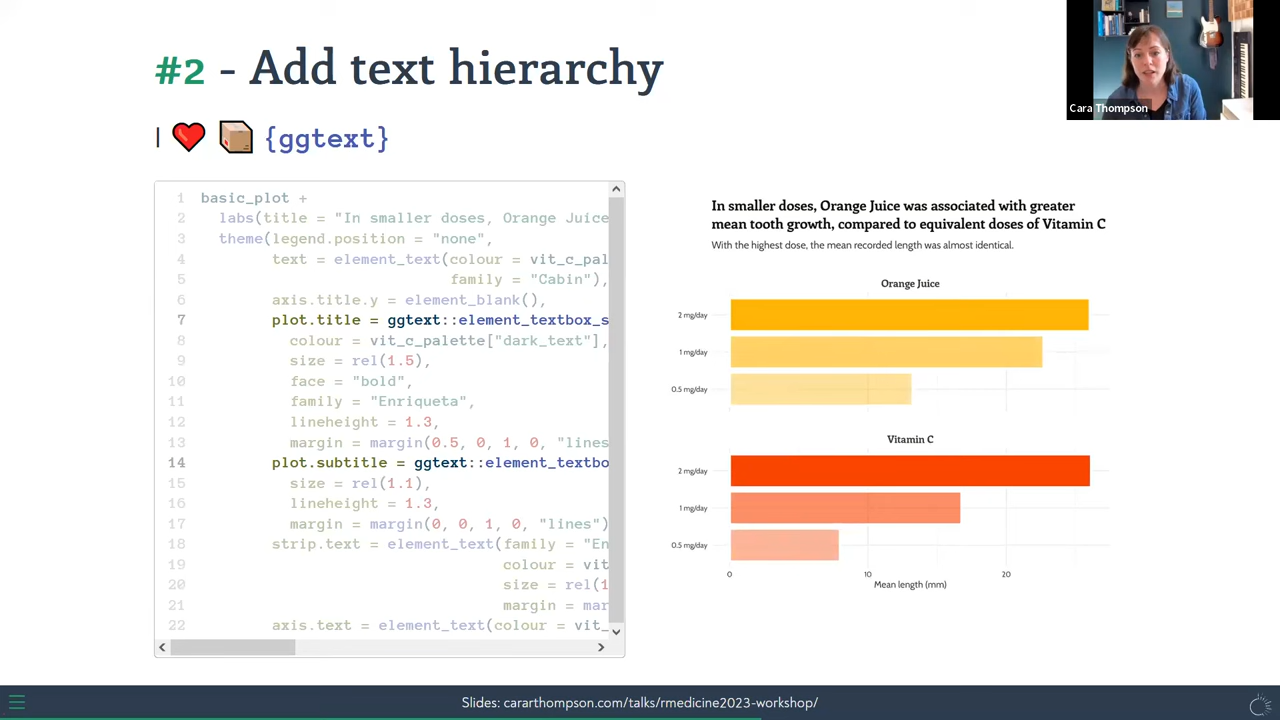 #2 - Add text hierarchy
Cara Thompson
I ❤️ 📦 {ggtext}
1 basic_plot +
2 labs(title = "In smaller doses, Orange Juice
3 theme(legend.position = "none",
4 text = element_text(colour = vit_c_pal
5 family = "Cabin"),
6 axis.title.y = element_blank(),
7 plot.title = ggtext::element_textbox_s
8 colour = vit_c_palette["dark_text"],
9 size = rel(1.5),
10 face = "bold",
11 family = "Enriqueta",
12 lineheight = 1.3,
13 margin = margin(0.5, 0, 1, 0, "lines
14 plot.subtitle = ggtext::element_textbo
15 size = rel(1.1),
16 lineheight = 1.3,
17 margin = margin(0, 0, 1, 0, "lines")
18 strip.text = element_text(family = "En
19 colour = vit
20 size = rel(1
21 margin = mar
22 axis.text = element_text(colour = vit_
In smaller doses, Orange Juice was associated with greater
mean tooth growth, compared to equivalent doses of Vitamin C
With the highest dose, the mean recorded length was almost identical.
Orange Juice
2 mg/day
1 mg/day
0.5 mg/day
Vitamin C
2 mg/day
1 mg/day
0.5 mg/day
0 10 20
Mean length (mm)
Slides: cararthompson.com/talks/rmedicine2023-workshop/